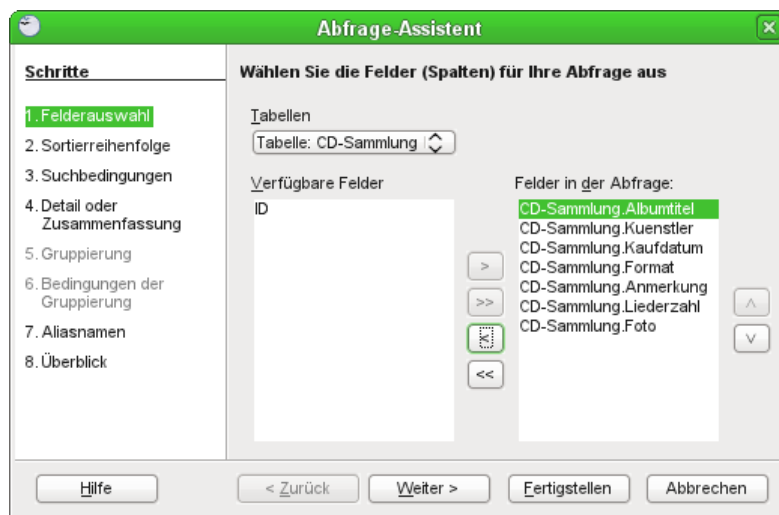 Abfrage-Assistent
Schritte
1. Felderauswahl
2. Sortierreihenfolge
3. Suchbedingungen
4. Detail oder
Zusammenfassung
5. Gruppierung
6. Bedingungen der
Gruppierung
7. Aliasnamen
8. Überblick
Wählen Sie die Felder (Spalten) für Ihre Abfrage aus
Tabellen
Tabelle: CD-Sammlung
Verfügbare Felder
ID
>
>>
<
<<
Felder in der Abfrage:
CD-Sammlung.Albumtitel
CD-Sammlung.Kuenstler
CD-Sammlung.Kaufdatum
CD-Sammlung.Format
CD-Sammlung.Anmerkung
CD-Sammlung.Liederzahl
CD-Sammlung.Foto
Hilfe
< Zurück
Weiter >
Fertigstellen
Abbrechen